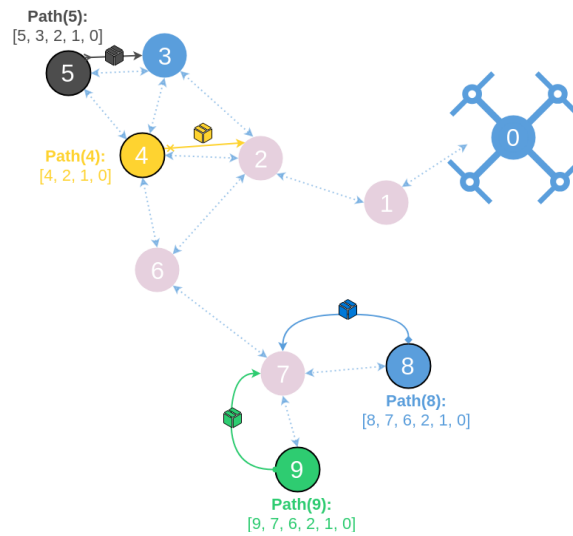 Path(5):
[5, 3, 2, 1, 0]
3
5
0
4
Path(4):
[4, 2, 1, 0]
2
1
6
7
8
Path(8):
[8, 7, 6, 2, 1, 0]
9
Path(9):
[9, 7, 6, 2, 1, 0]